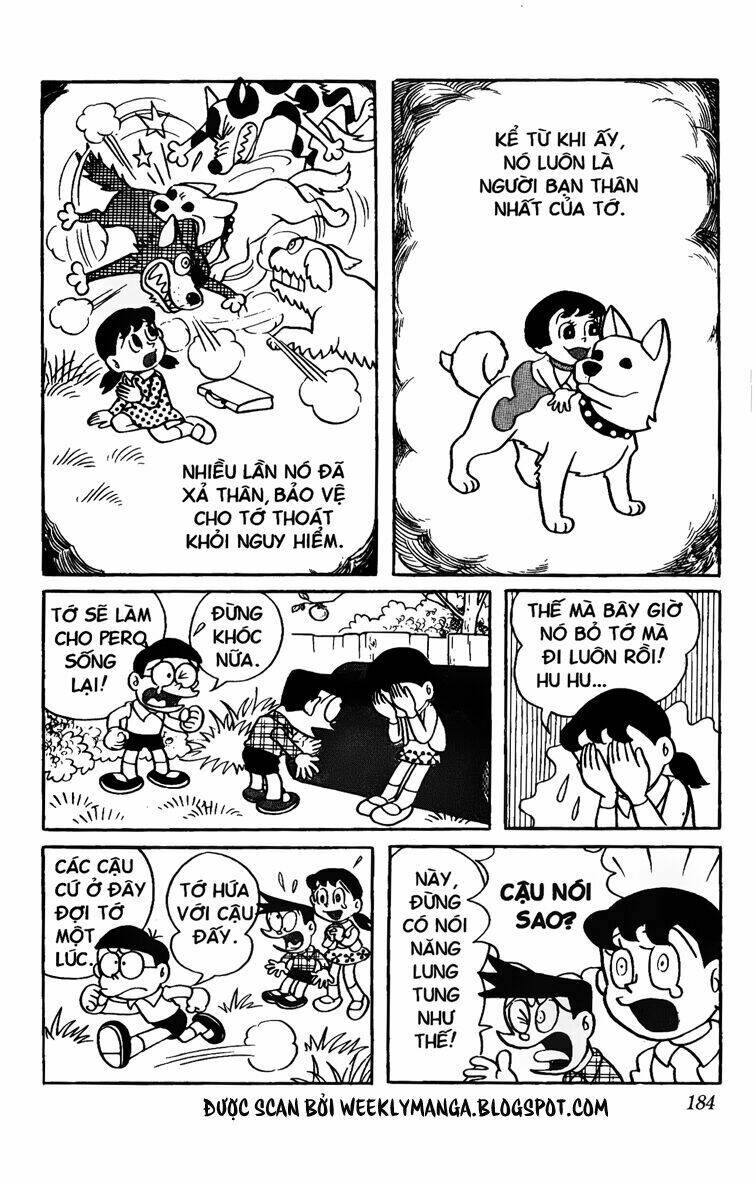 KỂ TỪ KHI ẤY,
NÓ LUÔN LÀ
NGƯỜI BẠN THÂN
NHẤT CỦA TỚ.
NHIỀU LẦN NÓ ĐÃ
XẢ THÂN, BẢO VỆ
CHO TỚ THOÁT
KHỎI NGUY HIỂM.
THẾ MÀ BÂY GIỜ
NÓ BỎ TỚ MÀ
ĐI LUÔN RỒI!
HU HU...
ĐỪNG
KHÓC
NỮA.
TỚ SẼ LÀM
CHO PERO
SỐNG
LẠI!
CẬU NÓI
SAO?
NÀY,
ĐỪNG
CÓ NÓI
NĂNG
LUNG
TUNG
NHƯ
THẾ!
TỚ HỨA
VỚI CẬU
ĐẤY.
CÁC CẬU
CỨ Ở ĐÂY
ĐỢI TỚ
MỘT
LÚC.
ĐƯỢC SCAN BỞI WEEKLYMANGA.BLOGSPOT.COM
184